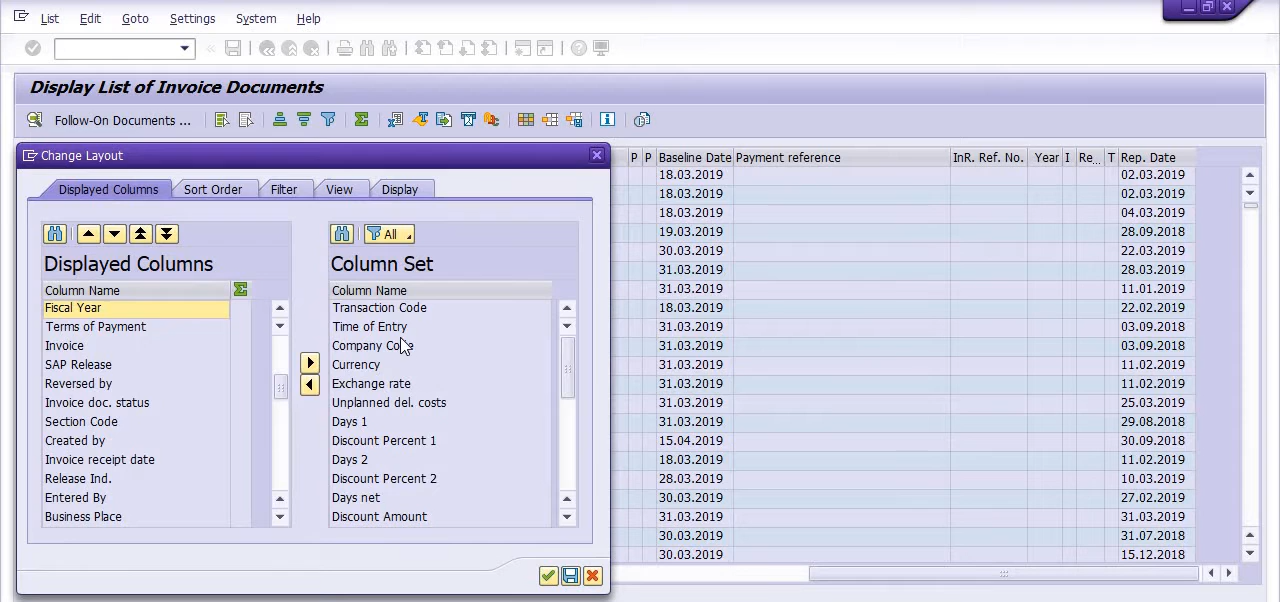 List Edit Goto Settings System Help
Display List of Invoice Documents
Follow-On Documents ...
Change Layout
Displayed Columns Sort Order Filter View Display
All
Displayed Columns
Column Name
Fiscal Year
Terms of Payment
Invoice
SAP Release
Reversed by
Invoice doc. status
Section Code
Created by
Invoice receipt date
Release Ind.
Entered By
Business Place
Column Set
Column Name
Transaction Code
Time of Entry
Company Code
Currency
Exchange rate
Unplanned del. costs
Days 1
Discount Percent 1
Days 2
Discount Percent 2
Days net
Discount Amount
P P Baseline Date Payment reference InR. Ref. No. Year I Re... T Rep. Date
18.03.2019 02.03.2019
18.03.2019 02.03.2019
18.03.2019 04.03.2019
19.03.2019 28.09.2018
30.03.2019 22.03.2019
31.03.2019 28.03.2019
31.03.2019 11.01.2019
18.03.2019 22.02.2019
31.03.2019 03.09.2018
31.03.2019 03.09.2018
31.03.2019 11.02.2019
31.03.2019 11.02.2019
31.03.2019 25.03.2019
31.03.2019 29.08.2018
15.04.2019 30.09.2018
18.03.2019 11.02.2019
28.03.2019 10.03.2019
30.03.2019 27.02.2019
31.03.2019 31.03.2019
30.03.2019 31.07.2018
30.03.2019 15.12.2018